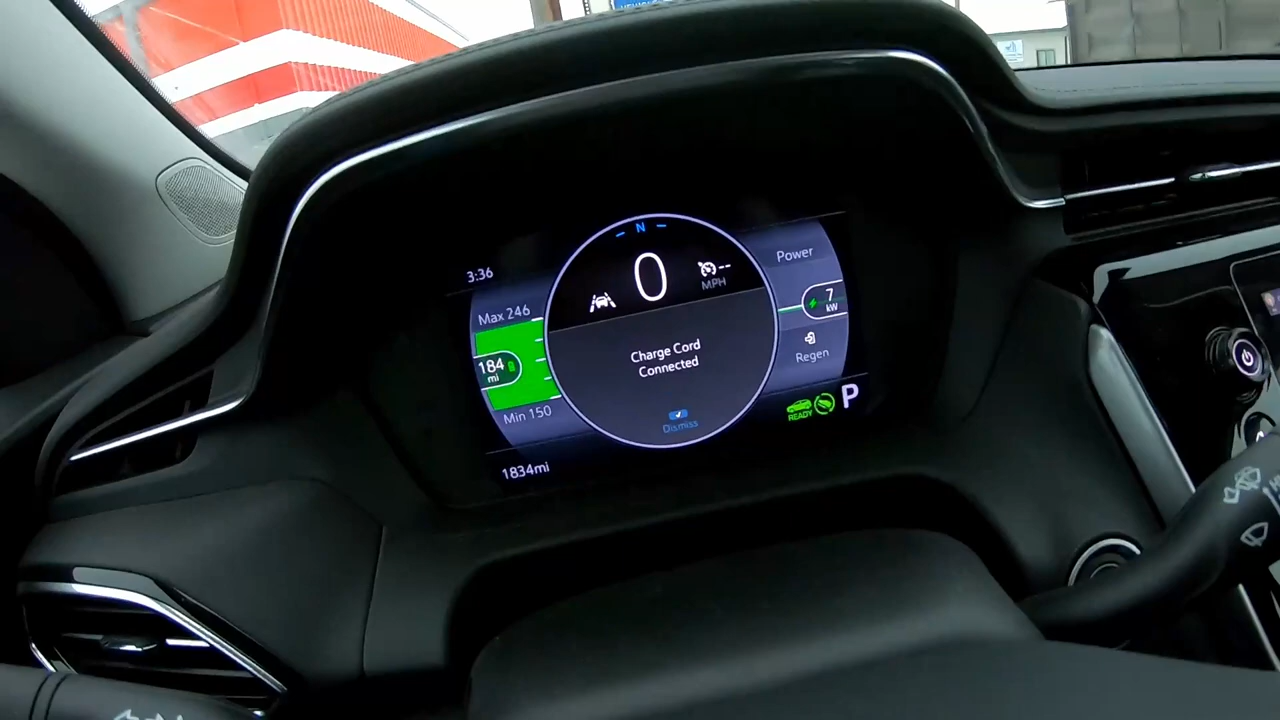 N
3:36
0
--
MPH
Power
Max 246
7
kW
184
mi
Charge Cord
Connected
Regen
Min 150
Dismiss
READY
P
1834mi